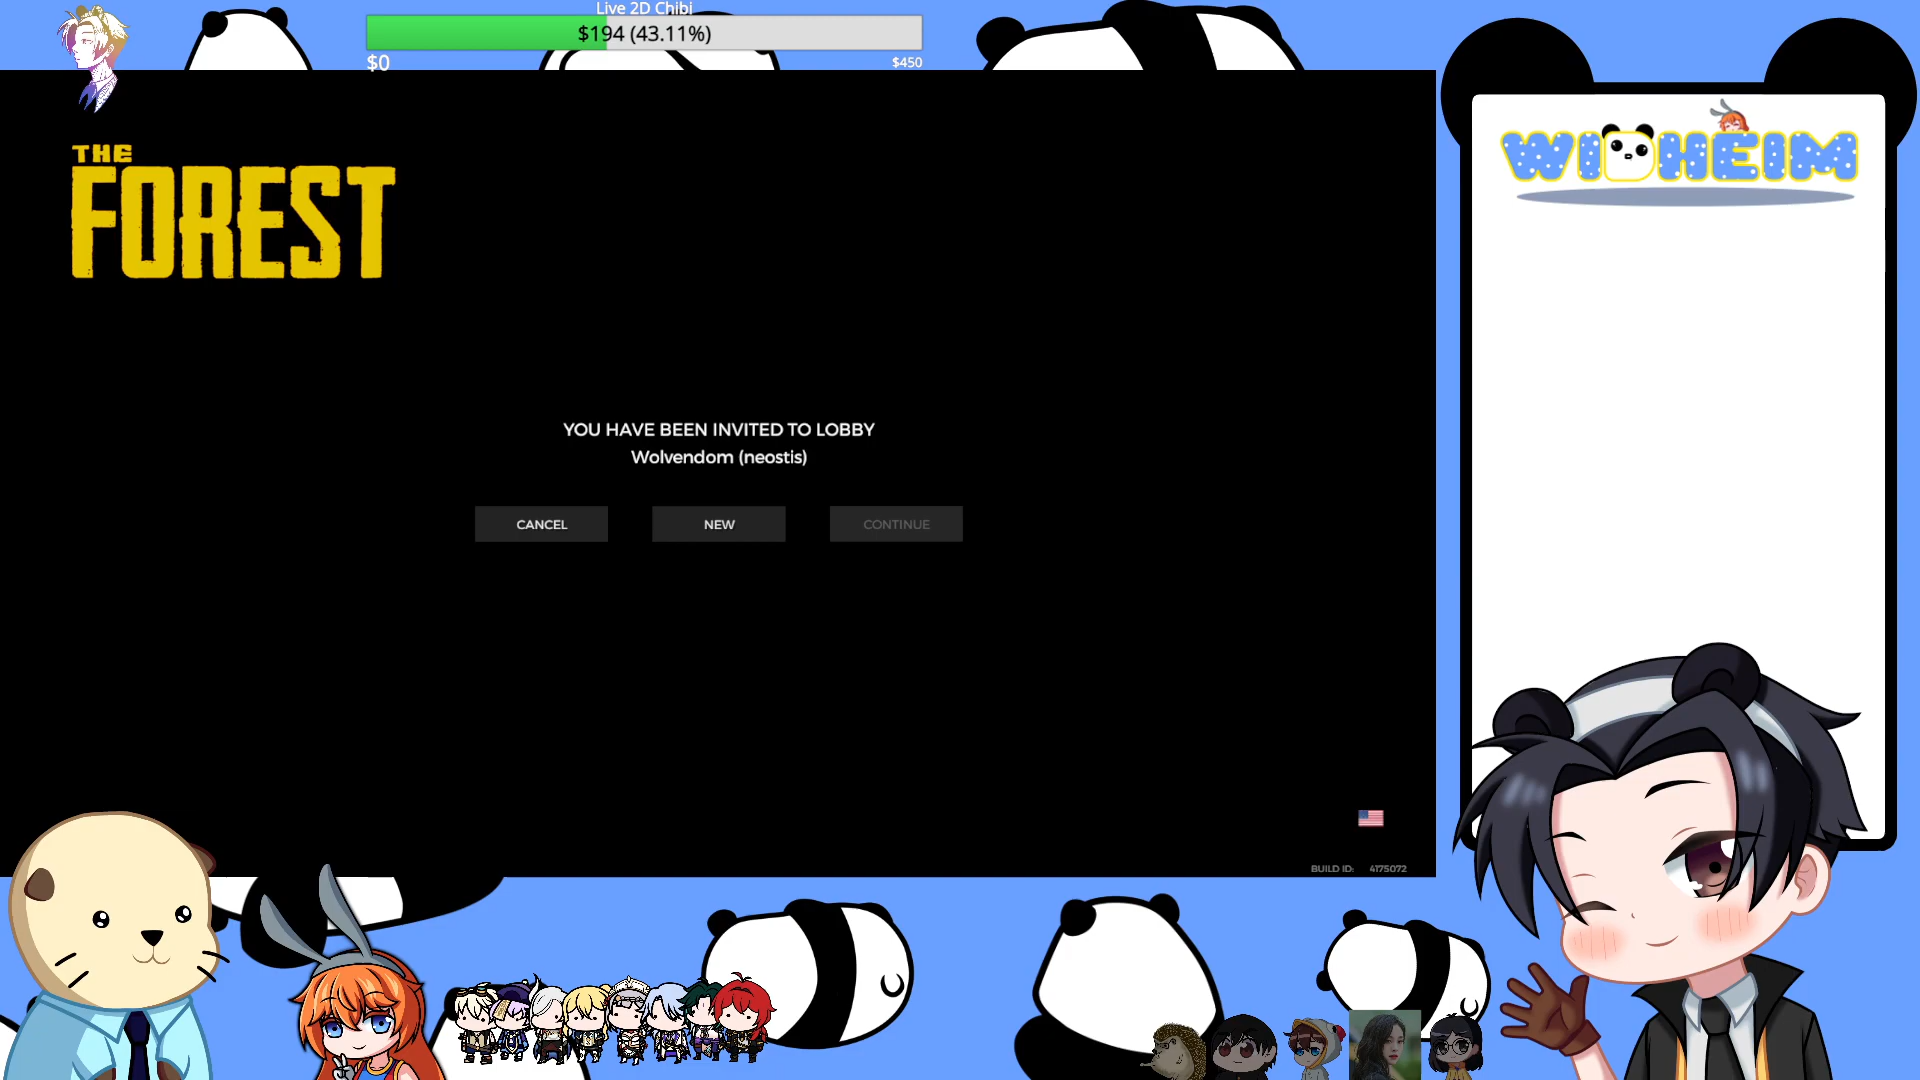 Live 2D Chibi
$194 (43.11%)
$0
$450
THE
FOREST
WIDHEIM
YOU HAVE BEEN INVITED TO LOBBY
Wolvendom (neostis)
CANCEL
NEW
CONTINUE
BUILD ID: 4175072